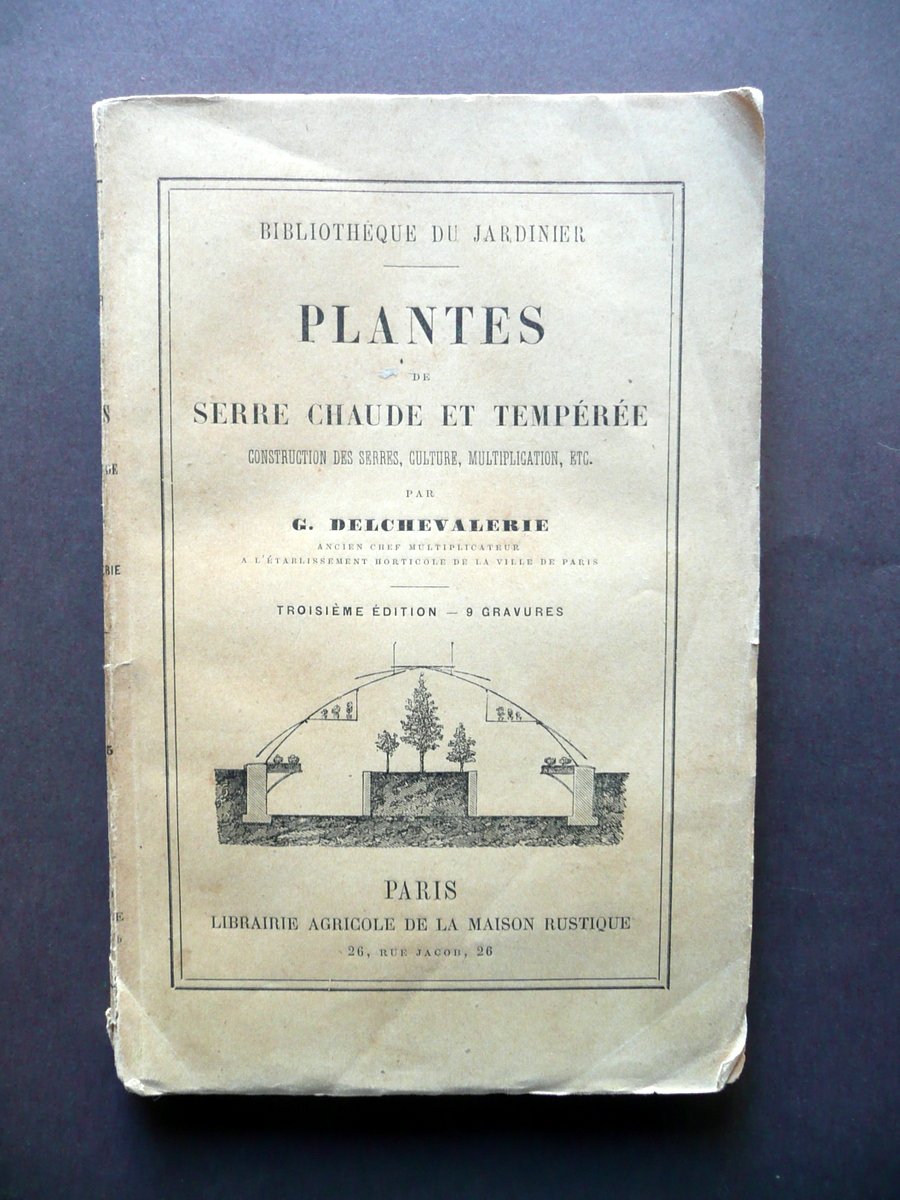 BIBLIOTHÈQUE DU JARDINIER
PLANTES
DE
SERRE CHAUDE ET TEMPÉRÉE
CONSTRUCTION DES SERRES, CULTURE, MULTIPLICATION, ETC.
PAR
G. DELCHEVALERIE
ANCIEN CHEF MULTIPLICATEUR
A L'ÉTABLISSEMENT HORTICOLE DE LA VILLE DE PARIS
TROISIÈME ÉDITION — 9 GRAVURES
PARIS
LIBRAIRIE AGRICOLE DE LA MAISON RUSTIQUE
26, RUE JACOB, 26